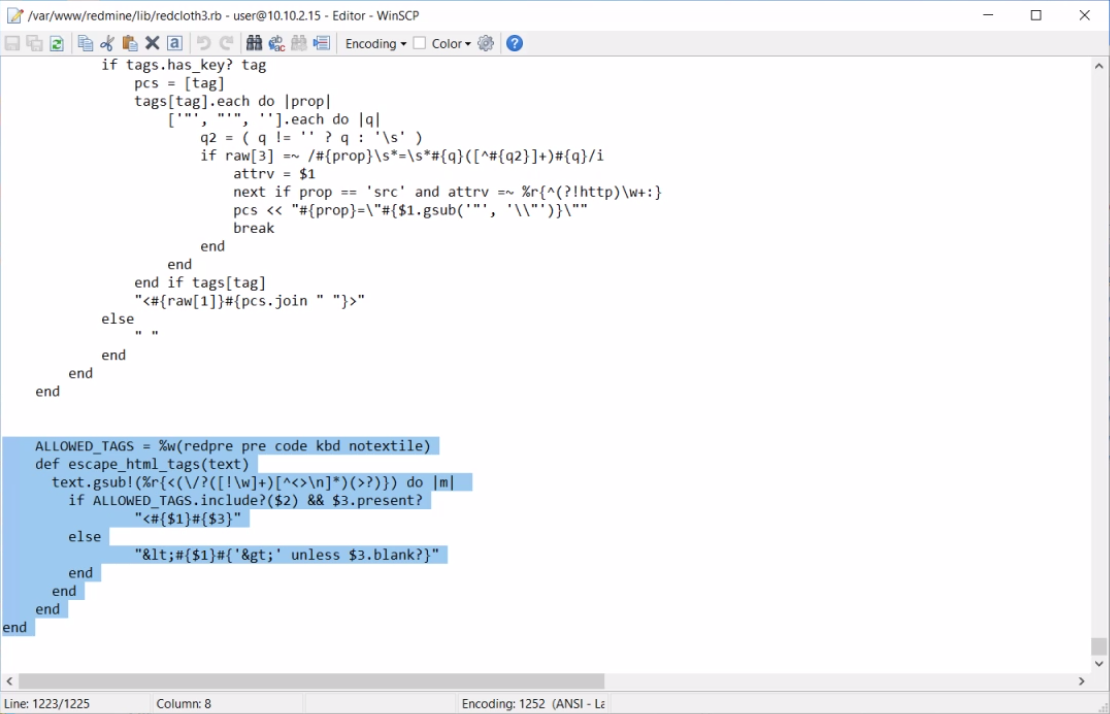 /var/www/redmine/lib/redcloth3.rb - user@10.10.2.15 - Editor - WinSCP
Encoding Color
            if tags.has_key? tag
                pcs = [tag]
                tags[tag].each do |prop|
                    ['"', "'", ''].each do |q|
                        q2 = ( q != '' ? q : '\s' )
                        if raw[3] =~ /#{prop}\s*=\s*#{q}([^#{q2}]+)#{q}/i
                            attrv = $1
                            next if prop == 'src' and attrv =~ %r{^(?!http)\w+:}
                            pcs << "#{prop}=\"#{$1.gsub('"', '\\"')}\""
                            break
                        end
                    end
                end if tags[tag]
                "<#{raw[1]}#{pcs.join " "}>"
            else
                " "
            end
        end
    end
    ALLOWED_TAGS = %w(redpre pre code kbd notextile)
    def escape_html_tags(text)
      text.gsub!(%r{<(\/?([!\w]+)[^<>\n]*)(>?)}) do |m|
        if ALLOWED_TAGS.include?($2) && $3.present?
                "<#{$1}#{$3}"
        else
                "&lt;#{$1}#{'&gt;' unless $3.blank?}"
        end
      end
    end
end
Line: 1223/1225 Column: 8 Encoding: 1252 (ANSI - La